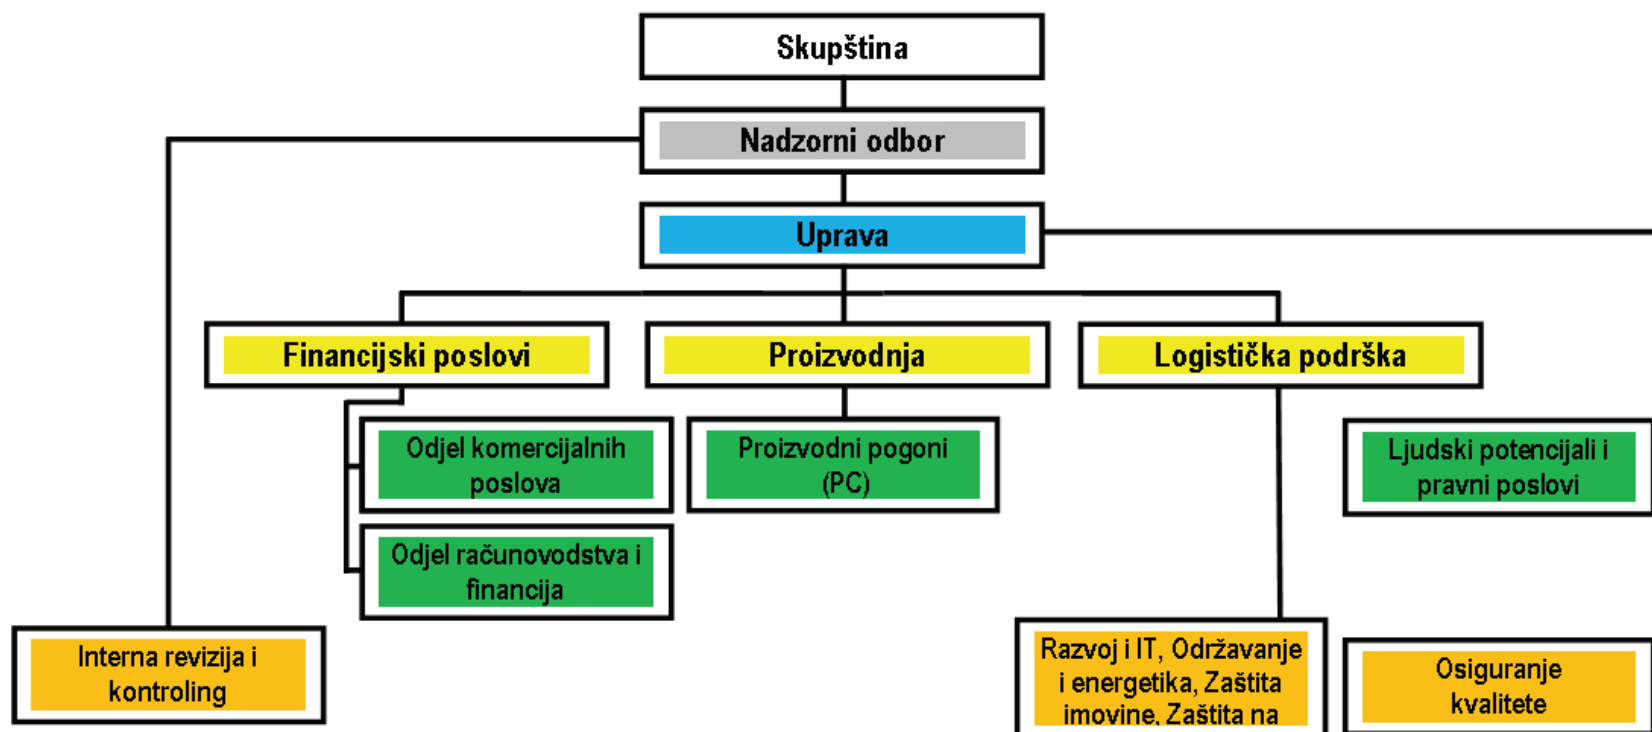 Skupština
Nadzorni odbor
Uprava
Financijski poslovi
Proizvodnja
Logistička podrška
Odjel komercijalnih
poslova
Proizvodni pogoni
(PC)
Ljudski potencijali i
pravni poslovi
Odjel računovodstva i
financija
Interna revizija i
kontroling
Razvoj i IT, Održavanje
i energetika, Zaštita
imovine, Zaštita na
Osiguranje
kvalitete